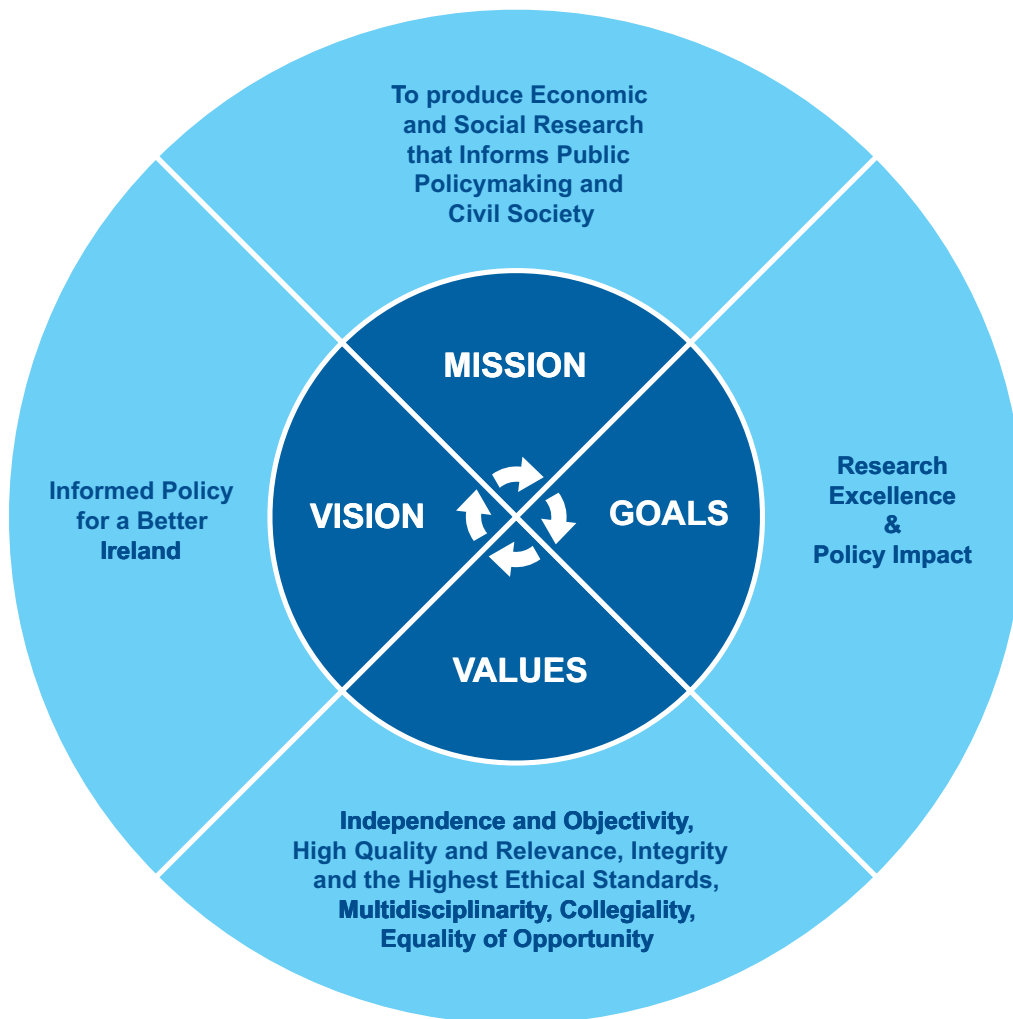 To produce Economic
and Social Research
that Informs Public
Policymaking and
Civil Society
MISSION
Informed Policy
for a Better
Ireland
VISION
GOALS
Research
Excellence
&
Policy Impact
VALUES
Independence and Objectivity,
High Quality and Relevance, Integrity
and the Highest Ethical Standards,
Multidisciplinarity, Collegiality,
Equality of Opportunity